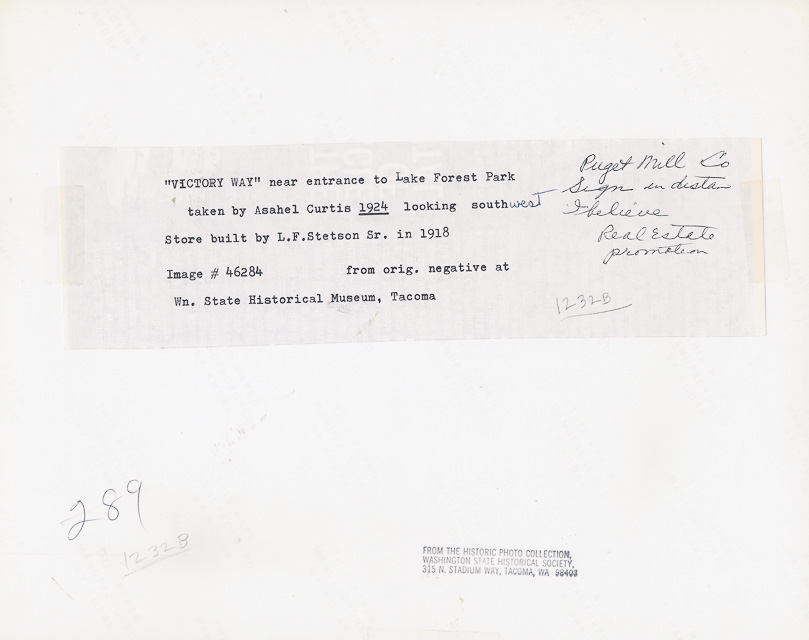 "VICTORY WAY" near entrance to Lake Forest Park
taken by Asahel Curtis 1924 looking southwest
Store built by L.F.Stetson Sr. in 1918
Image # 46284 from orig. negative at
Wn. State Historical Museum, Tacoma
Puget Mill Co
Sign in distan
I believe
Real Estate
promotion
1232B
289
1232B
FROM THE HISTORIC PHOTO COLLECTION,
WASHINGTON STATE HISTORICAL SOCIETY,
315 N. STADIUM WAY, TACOMA, WA 98403